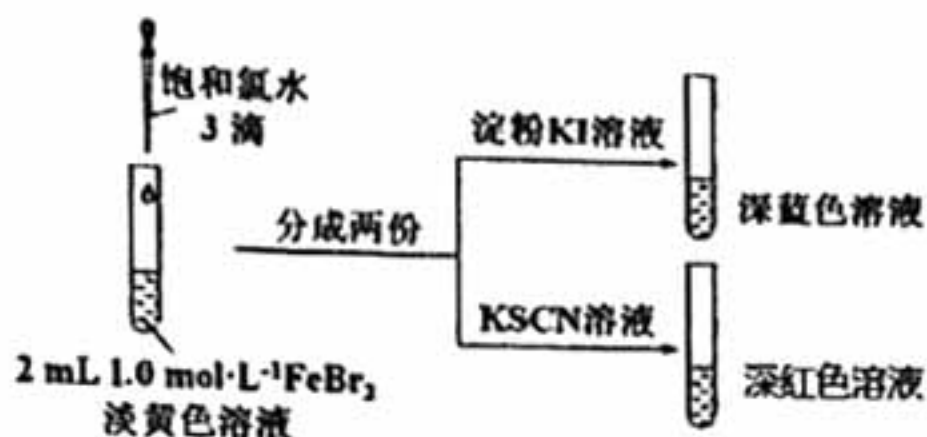 饱和氯水
3滴
淀粉KI溶液
深蓝色溶液
分成两份
KSCN溶液
2 mL 1.0 mol·L⁻¹FeBr₂
深红色溶液
淡黄色溶液